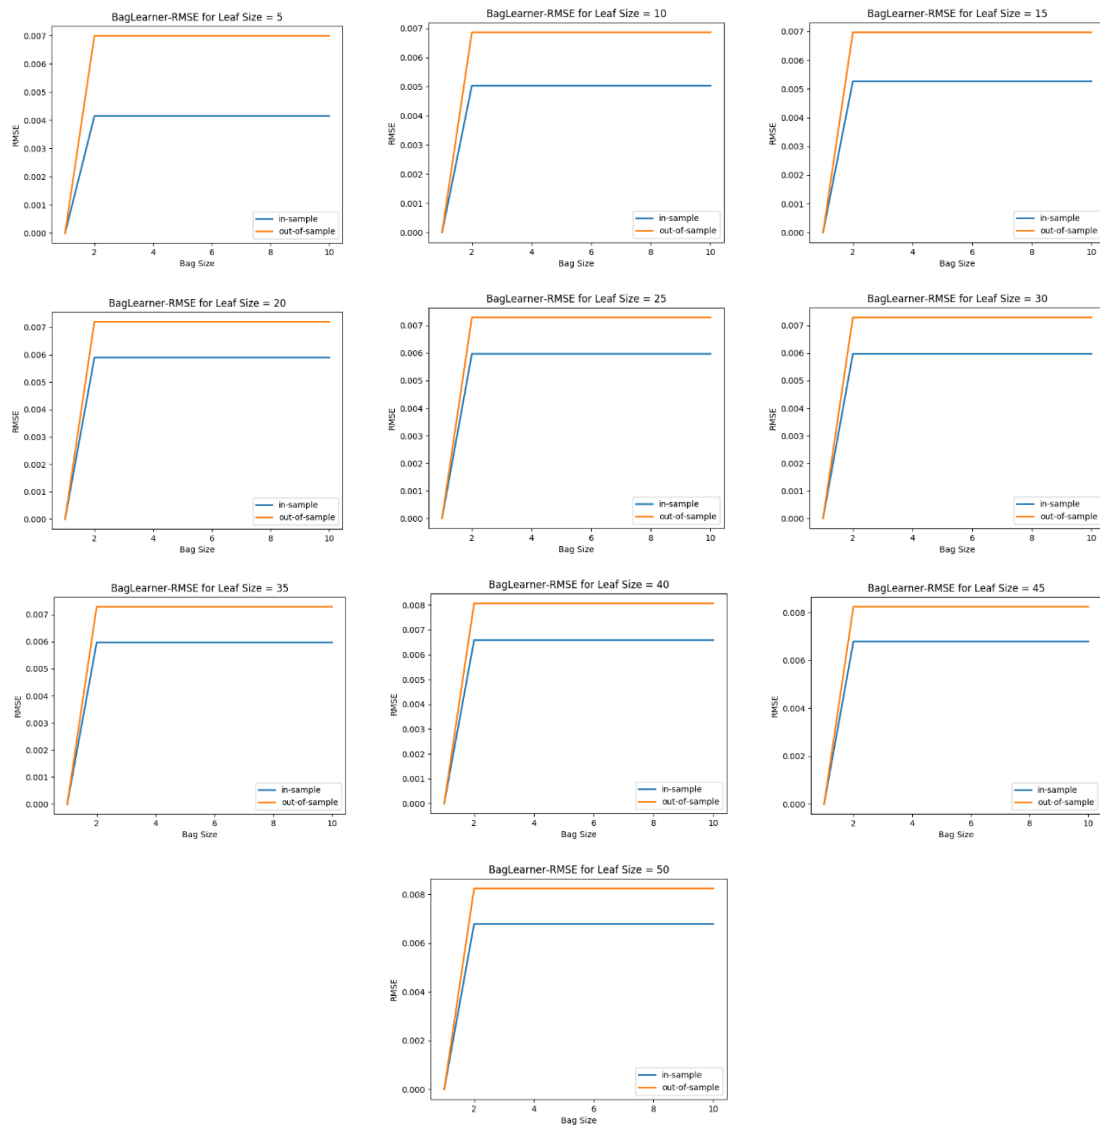 BagLearner-RMSE for Leaf Size = 5
0.007
0.006
0.005
0.004
0.003
0.002
0.001
0.000
RMSE
in-sample
out-of-sample
2 4 6 8 10
Bag Size
BagLearner-RMSE for Leaf Size = 10
0.007
0.006
0.005
0.004
0.003
0.002
0.001
0.000
RMSE
in-sample
out-of-sample
2 4 6 8 10
Bag Size
BagLearner-RMSE for Leaf Size = 15
0.007
0.006
0.005
0.004
0.003
0.002
0.001
0.000
RMSE
in-sample
out-of-sample
2 4 6 8 10
Bag Size
BagLearner-RMSE for Leaf Size = 20
0.007
0.006
0.005
0.004
0.003
0.002
0.001
0.000
RMSE
in-sample
out-of-sample
2 4 6 8 10
Bag Size
BagLearner-RMSE for Leaf Size = 25
0.007
0.006
0.005
0.004
0.003
0.002
0.001
0.000
RMSE
in-sample
out-of-sample
2 4 6 8 10
Bag Size
BagLearner-RMSE for Leaf Size = 30
0.007
0.006
0.005
0.004
0.003
0.002
0.001
0.000
RMSE
in-sample
out-of-sample
2 4 6 8 10
Bag Size
BagLearner-RMSE for Leaf Size = 35
0.007
0.006
0.005
0.004
0.003
0.002
0.001
0.000
RMSE
in-sample
out-of-sample
2 4 6 8 10
Bag Size
BagLearner-RMSE for Leaf Size = 40
0.008
0.007
0.006
0.005
0.004
0.003
0.002
0.001
0.000
RMSE
in-sample
out-of-sample
2 4 6 8 10
Bag Size
BagLearner-RMSE for Leaf Size = 45
0.008
0.006
0.004
0.002
0.000
RMSE
in-sample
out-of-sample
2 4 6 8 10
Bag Size
BagLearner-RMSE for Leaf Size = 50
0.008
0.006
0.004
0.002
0.000
RMSE
in-sample
out-of-sample
2 4 6 8 10
Bag Size